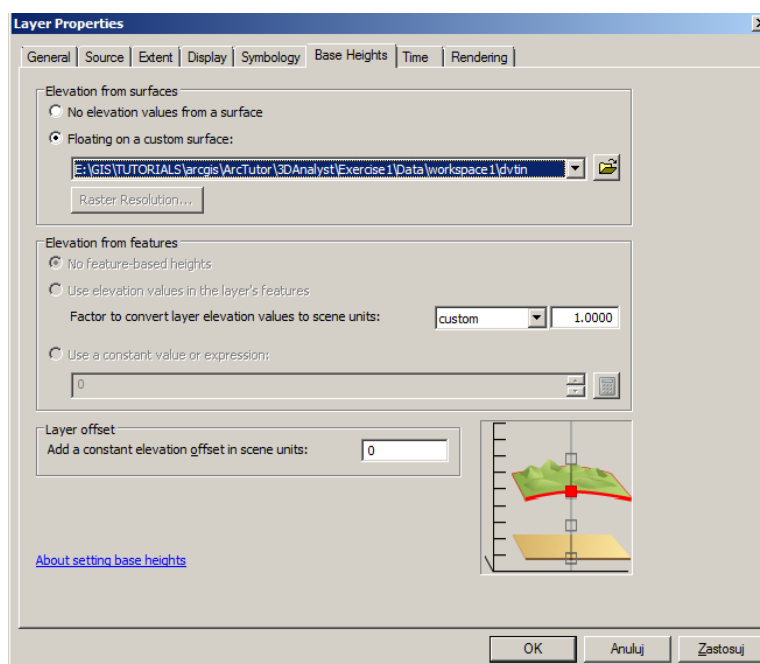 Layer Properties
General Source Extent Display Symbology Base Heights Time Rendering
Elevation from surfaces
No elevation values from a surface
Floating on a custom surface:
E:\GIS\TUTORIALS\arcgis\ArcTutor\3DAnalyst\Exercise1\Data\workspace1\dvtin
Raster Resolution...
Elevation from features
No feature-based heights
Use elevation values in the layer's features
Factor to convert layer elevation values to scene units: custom 1.0000
Use a constant value or expression:
0
Layer offset
Add a constant elevation offset in scene units: 0
About setting base heights
OK Anuluj Zastosuj